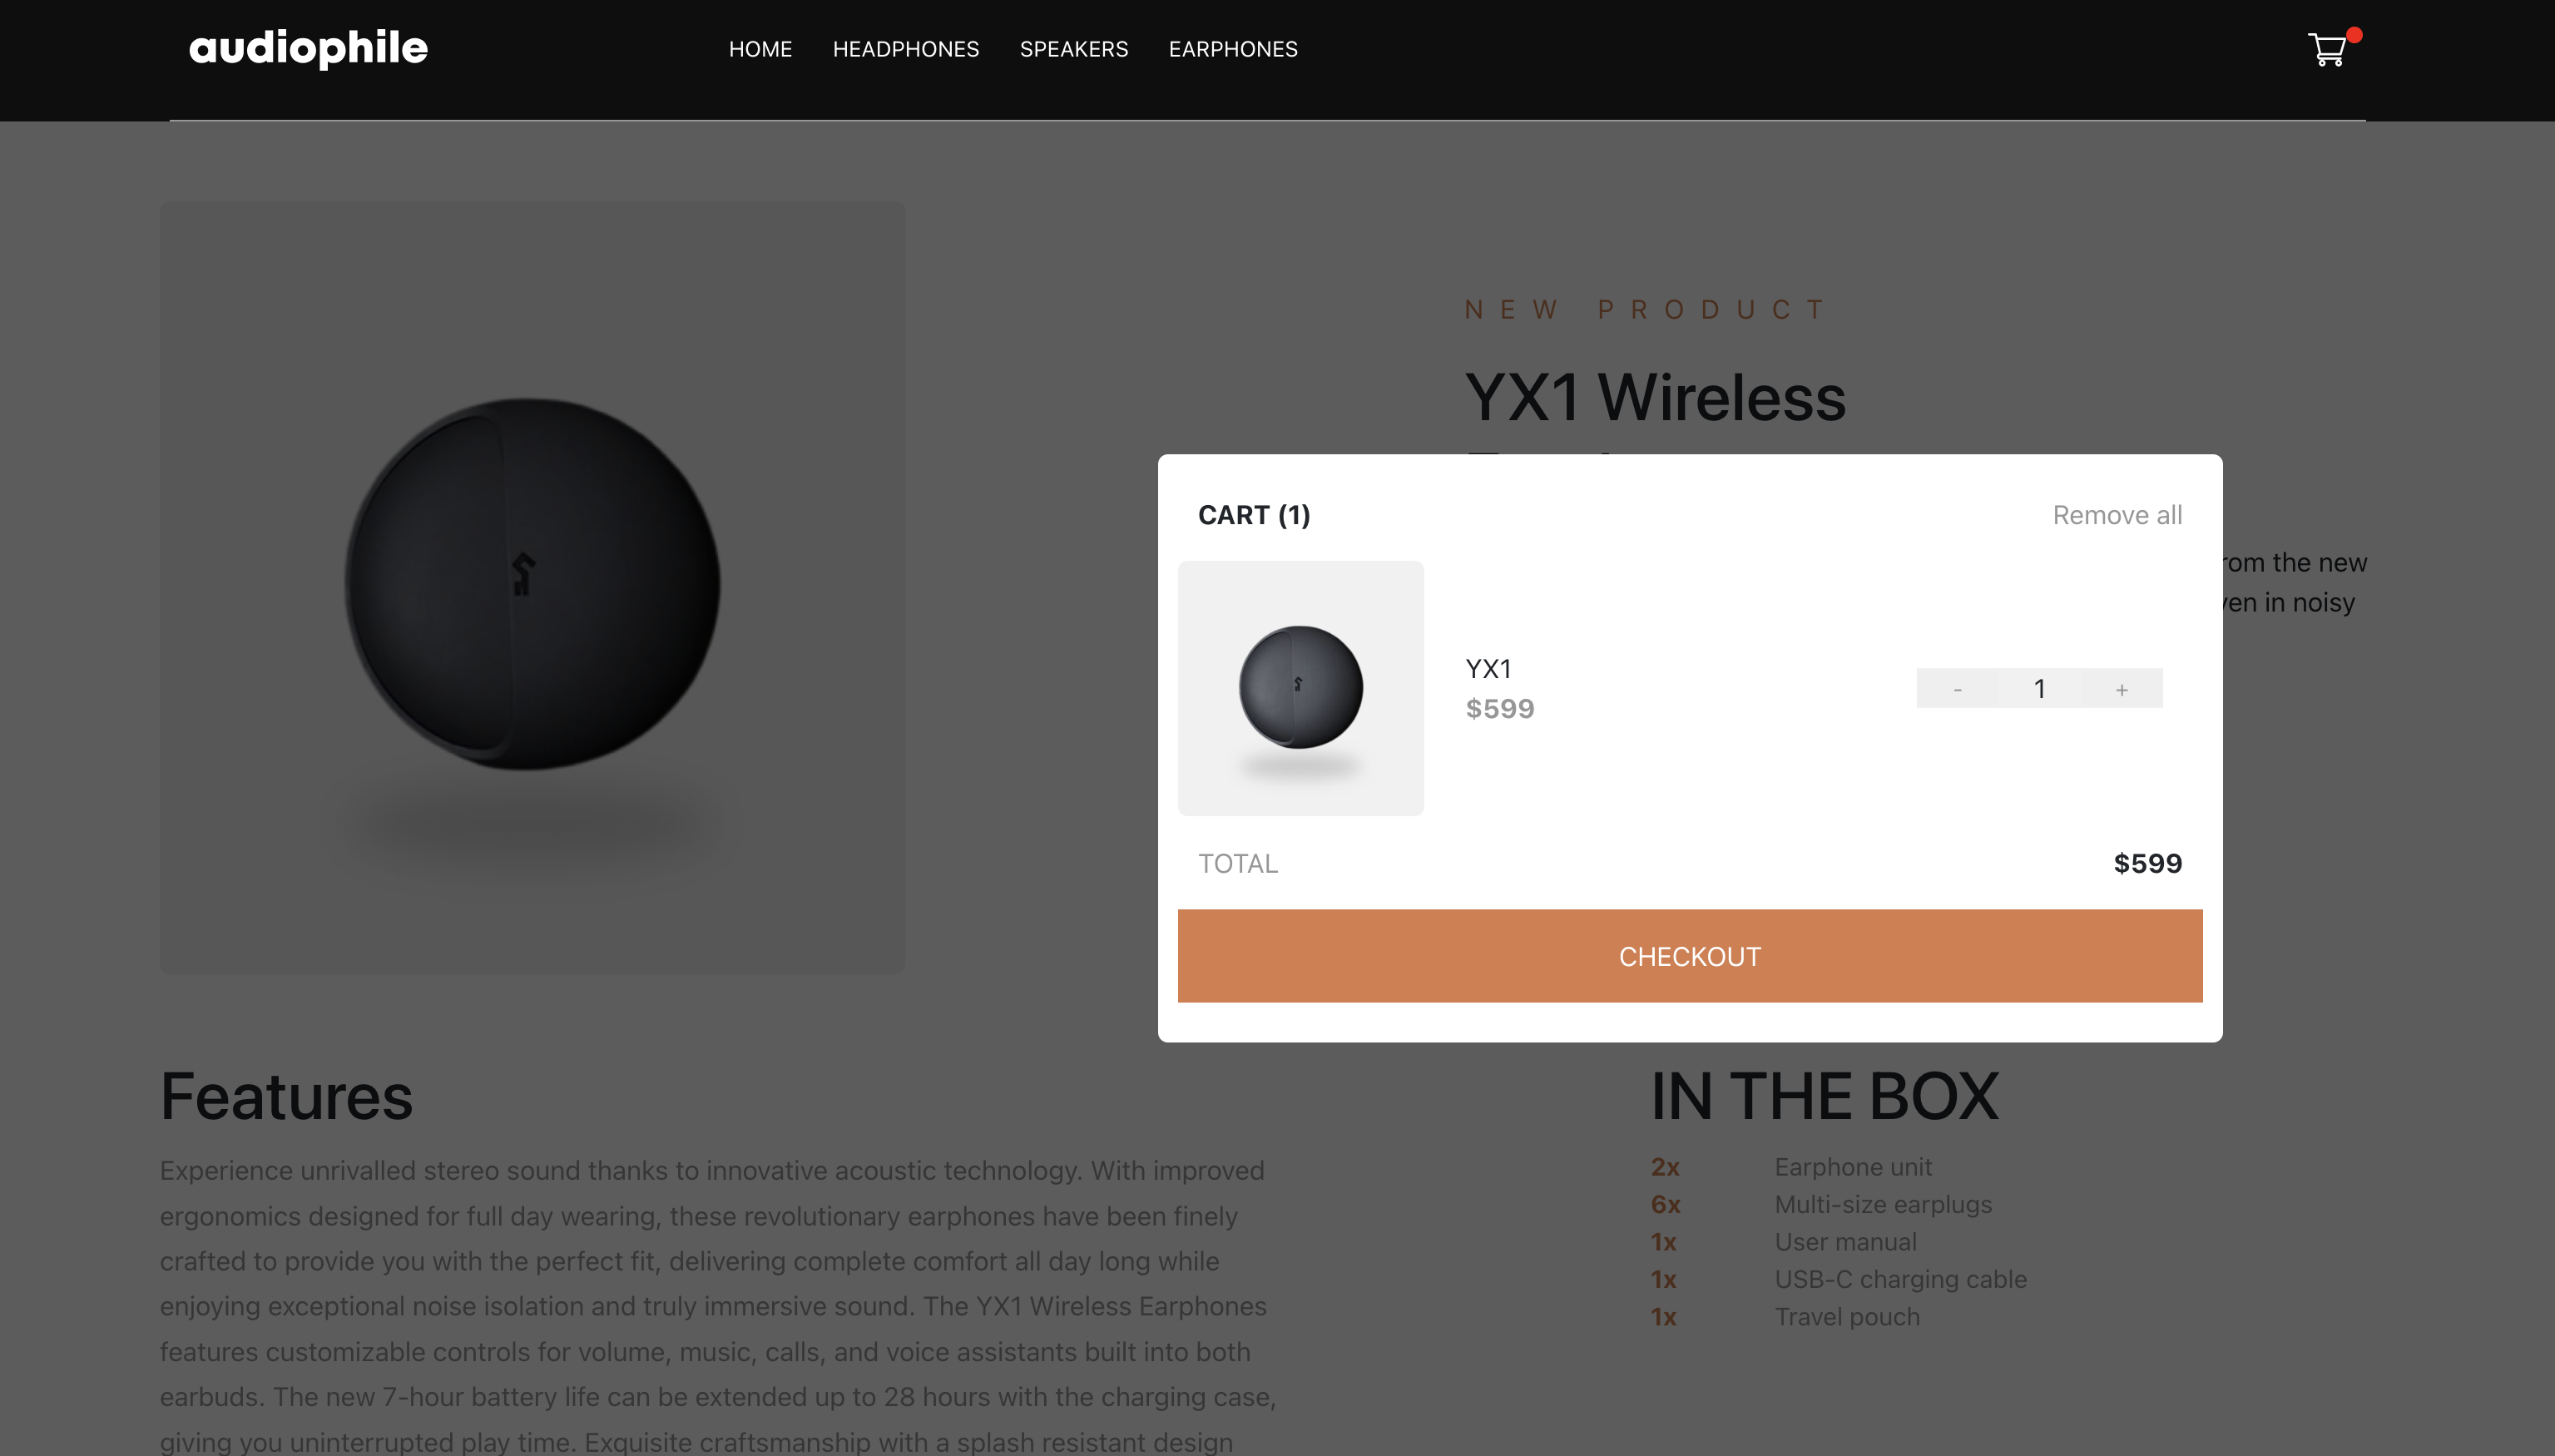 audiophile
HOME HEADPHONES SPEAKERS EARPHONES
NEW PRODUCT
YX1 Wireless
CART (1) Remove all
the new
in noisy
YX1
$599
- 1 +
TOTAL $599
CHECKOUT
Features
Experience unrivalled stereo sound thanks to innovative acoustic technology. With improved
ergonomics designed for full day wearing, these revolutionary earphones have been finely
crafted to provide you with the perfect fit, delivering complete comfort all day long while
enjoying exceptional noise isolation and truly immersive sound. The YX1 Wireless Earphones
features customizable controls for volume, music, calls, and voice assistants built into both
earbuds. The new 7-hour battery life can be extended up to 28 hours with the charging case,
giving you uninterrupted play time. Exquisite craftsmanship with a splash resistant design
IN THE BOX
2x Earphone unit
6x Multi-size earplugs
1x User manual
1x USB-C charging cable
1x Travel pouch